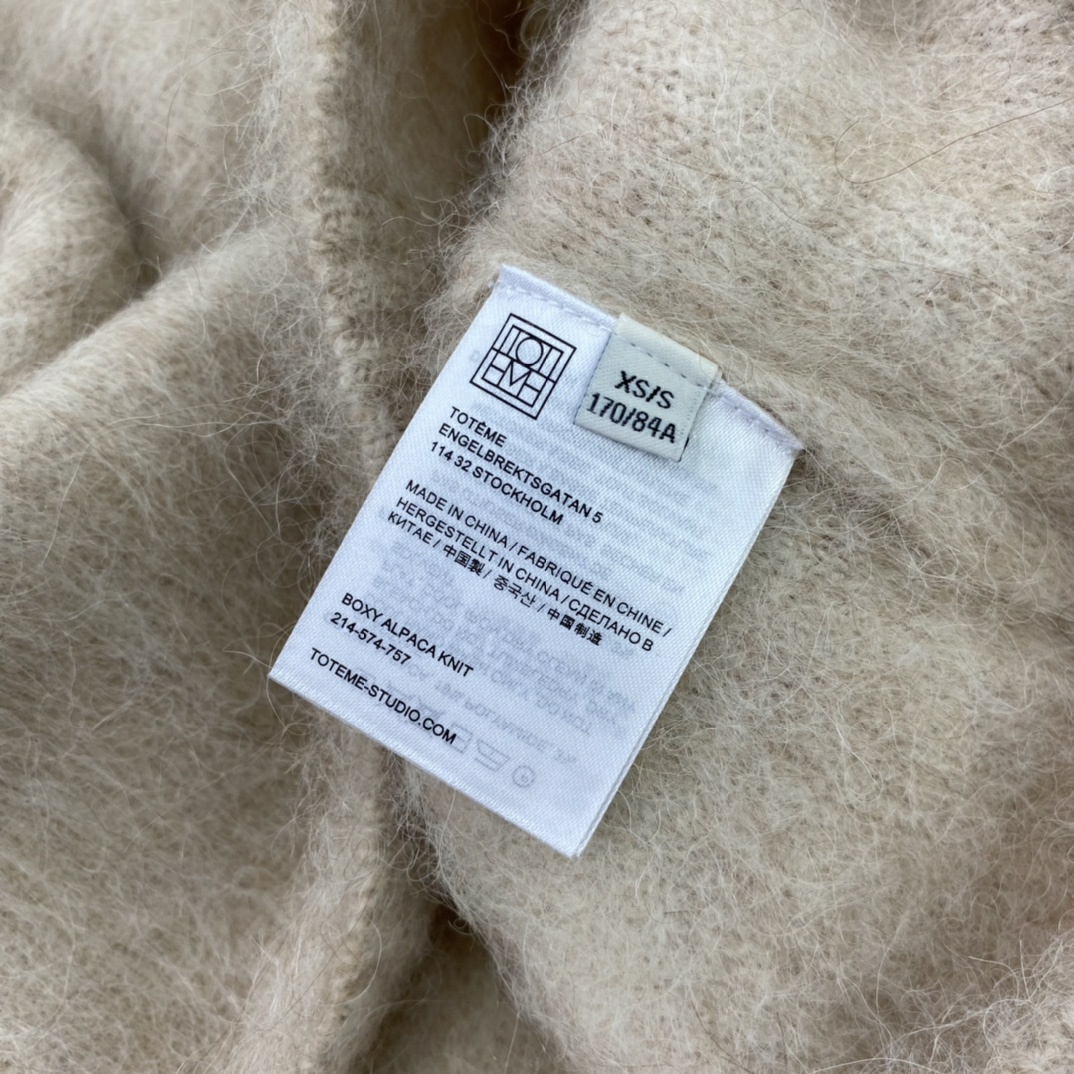 TOTEME
XS/S
170/84A
TOTÊME
ENGELBREKTSGATAN 5
114 32 STOCKHOLM
MADE IN CHINA / FABRIQUÉ EN CHINE /
HERGESTELLT IN CHINA / СДЕЛАНО В
КИТАЕ / 中国製 / 중국산 / 中国制造
BOXY ALPACA KNIT
214-574-757
TOTEME-STUDIO.COM